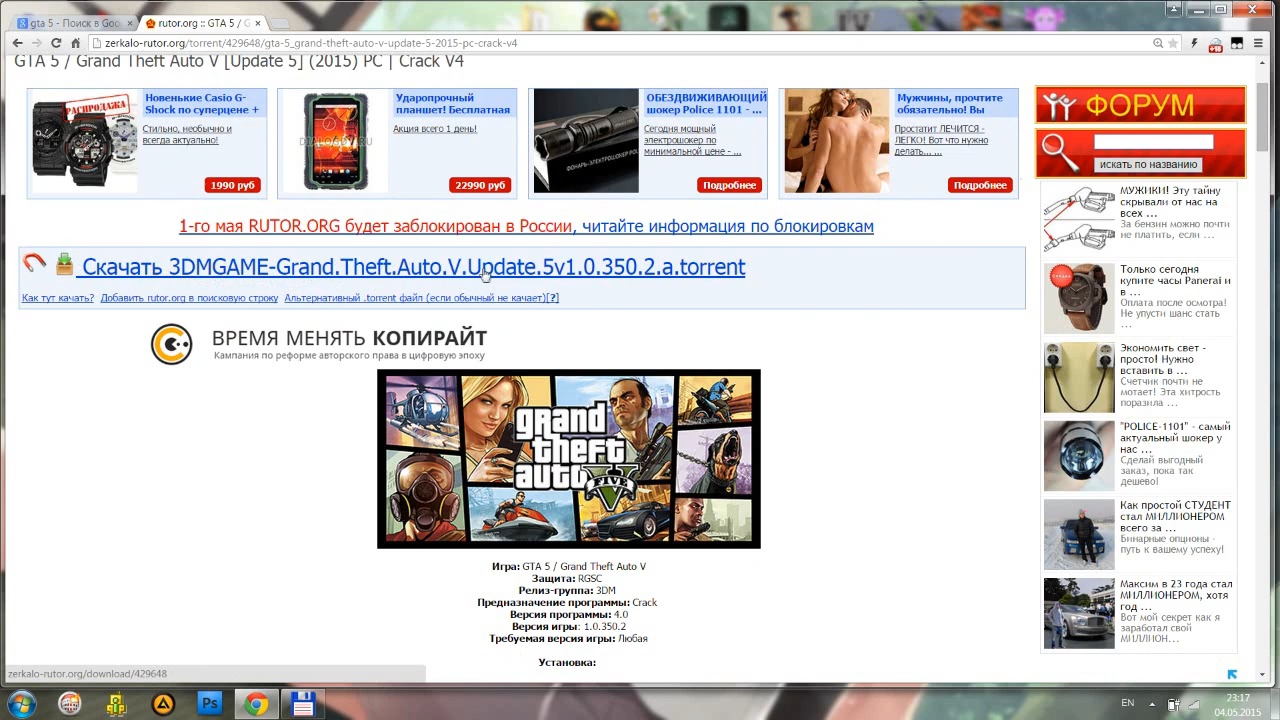 gta 5 - Поиск в Goog
rutor.org :: GTA 5 / G
zerkalo-rutor.org/torrent/429648/gta-5_grand-theft-auto-v-update-5-2015-pc-crack-v4
GTA 5 / Grand Theft Auto V [Update 5] (2015) PC | Crack V4
РАСПРОДАЖА
Новенькие Casio G-
Shock по суперцене +
Стильно, необычно и
всегда актуально!
1990 руб
Ударопрочный
планшет! Бесплатная
Акция всего 1 день!
22990 руб
ФОНАРЬ-ЭЛЕКТРОШОКЕР POLICE
ОБЕЗДВИЖИВАЮЩИЙ
шокер Police 1101 - ...
Сегодня мощный
электрошокер по
минимальной цене - ...
Подробнее
Мужчины, прочтите
обязательно! Вы
Простатит ЛЕЧИТСЯ -
ЛЕГКО! Вот что нужно
делать... ...
Подробнее
ФОРУМ
искать по названию
1-го мая RUTOR.ORG будет заблокирован в России, читайте информация по блокировкам
Скачать 3DMGAME-Grand.Theft.Auto.V.Update.5v1.0.350.2.a.torrent
Как тут качать? Добавить rutor.org в поисковую строку Альтернативный .torrent файл (если обычный не качает)[?]
ВРЕМЯ МЕНЯТЬ КОПИРАЙТ
Кампания по реформе авторского права в цифровую эпоху
grand
theft
auto
FIVE
Игра: GTA 5 / Grand Theft Auto V
Защита: RGSC
Релиз-группа: 3DM
Предназначение программы: Crack
Версия программы: 4.0
Версия игры: 1.0.350.2
Требуемая версия игры: Любая
Установка:
МУЖИКИ! Эту тайну
скрывали от нас на
всех ...
За бензин можно почти
не платить, если ...
Только сегодня
купите часы Panerai и
в ...
Оплата после осмотра!
Не упусти шанс стать
...
Экономить свет -
просто! Нужно
вставить в ...
Счетчик почти не
мотает! Эта хитрость
поразила ...
"POLICE-1101" - самый
актуальный шокер у
нас ...
Сделай выгодный
заказ, пока так
дешево!
Как простой СТУДЕНТ
стал МИЛЛИОНЕРОМ
всего за ...
Бинарные опционы -
путь к вашему успеху!
Максим в 23 года стал
МИЛЛИОНЕРОМ, хотя
год ...
Вот мой секрет как я
заработал свой
МИЛЛИОН...
zerkalo-rutor.org/download/429648
Ps
EN
23:17
04.05.2015